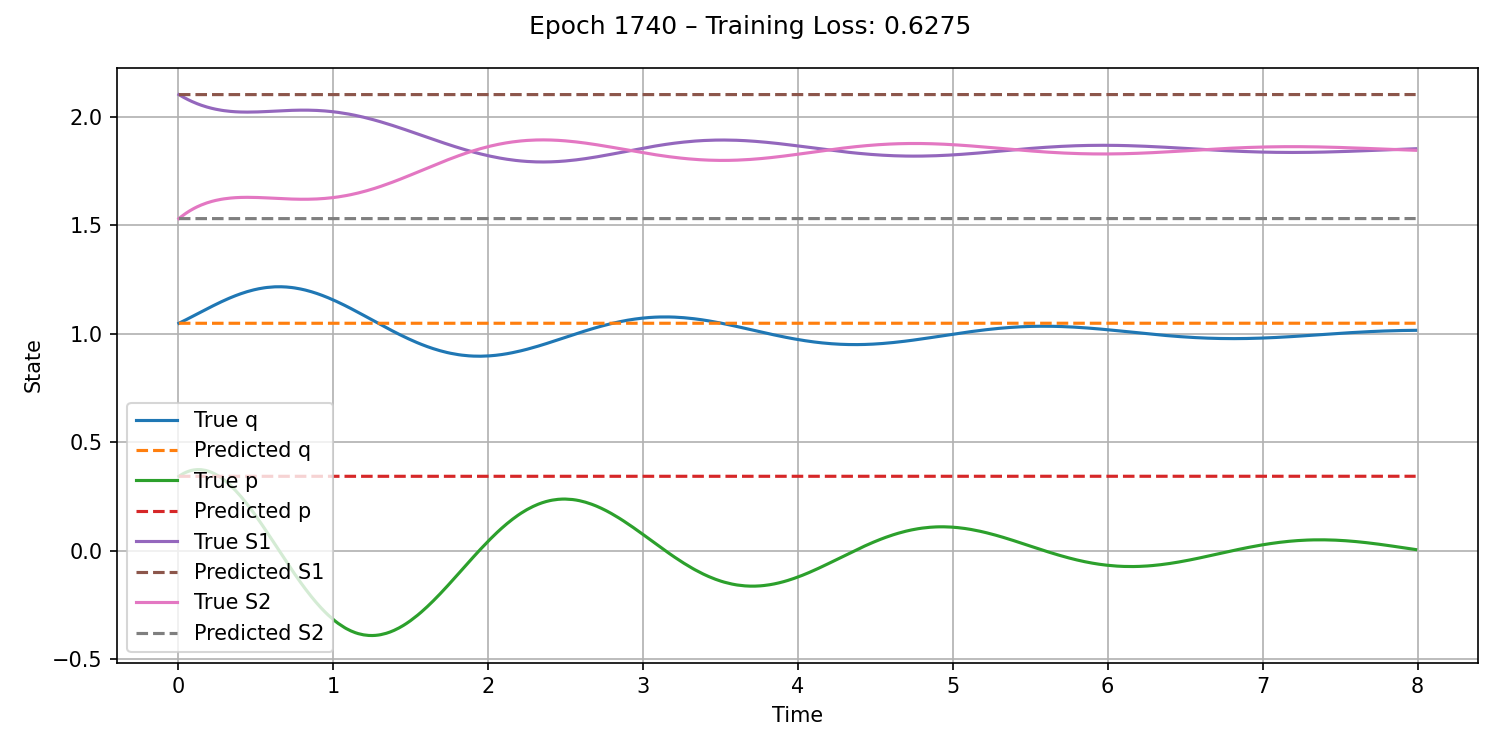 Epoch 1740 – Training Loss: 0.6275
State
2.0
1.5
1.0
0.5
0.0
−0.5
True q
Predicted q
True p
Predicted p
True S1
Predicted S1
True S2
Predicted S2
0 1 2 3 4 5 6 7 8
Time